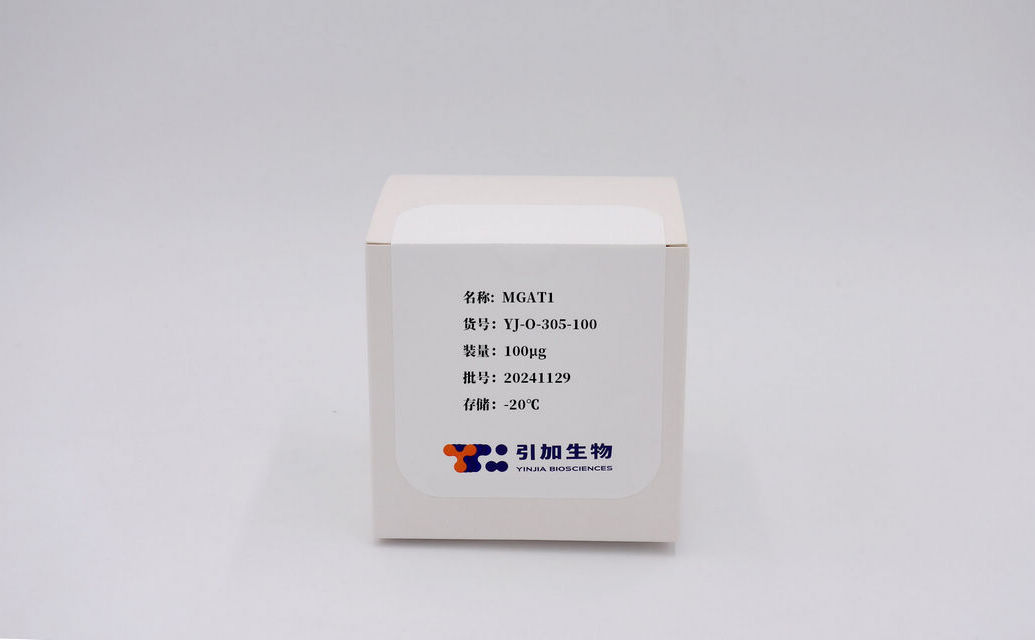 名称: MGAT1
货号: YJ-O-305-100
装量: 100μg
批号: 20241129
存储: -20℃
引加生物
YINJIA BIOSCIENCES